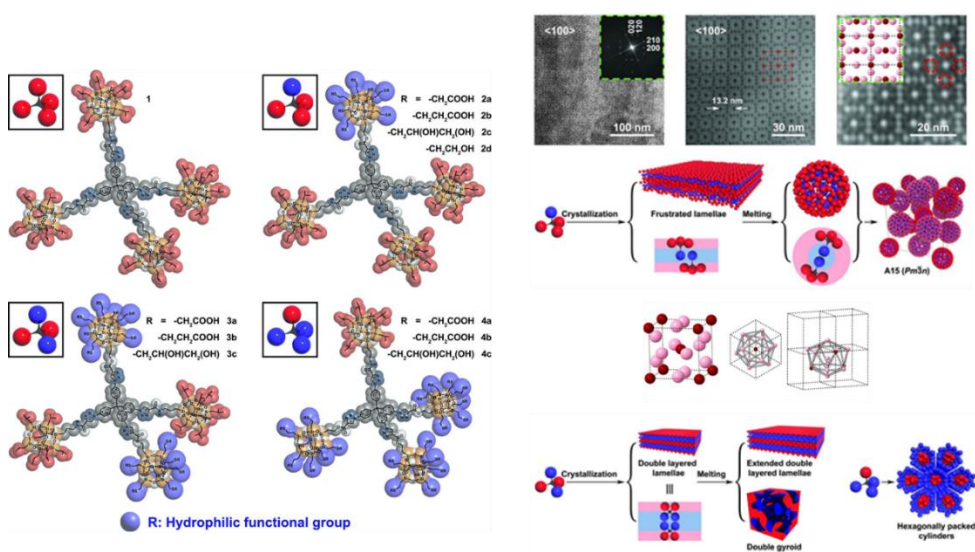 1
R = -CH₂COOH 2a
-CH₂CH₂COOH 2b
-CH₂CH(OH)CH₂(OH) 2c
-CH₂CH₂OH 2d
R = -CH₂COOH 3a
-CH₂CH₂COOH 3b
-CH₂CH(OH)CH₂(OH) 3c
R = -CH₂COOH 4a
-CH₂CH₂COOH 4b
-CH₂CH(OH)CH₂(OH) 4c
R: Hydrophilic functional group
<100>
020
120
210
200
100 nm
<100>
13.2 nm
30 nm
20 nm
Crystallization
Frustrated lamellae
Melting
A15 (Pm3̄n)
Crystallization
Double layered
lamellae
Melting
Extended double
layered lamellae
Double gyroid
Hexagonally packed
cylinders